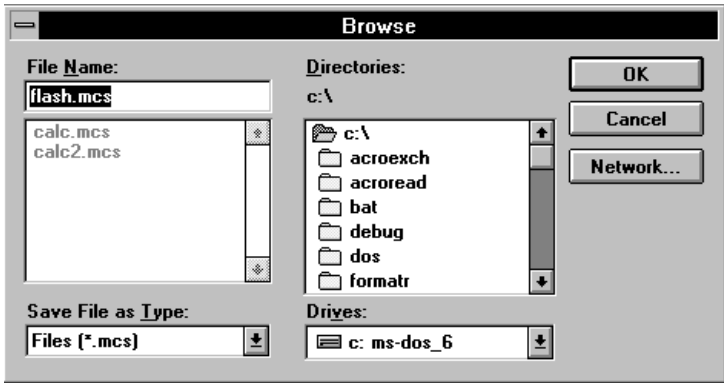 Browse
File Name:
flash.mcs
calc.mcs
calc2.mcs
Save File as Type:
Files (*.mcs)
Directories:
c:\
c:\
acroexch
acroread
bat
debug
dos
formatr
Drives:
c: ms-dos_6
OK
Cancel
Network...